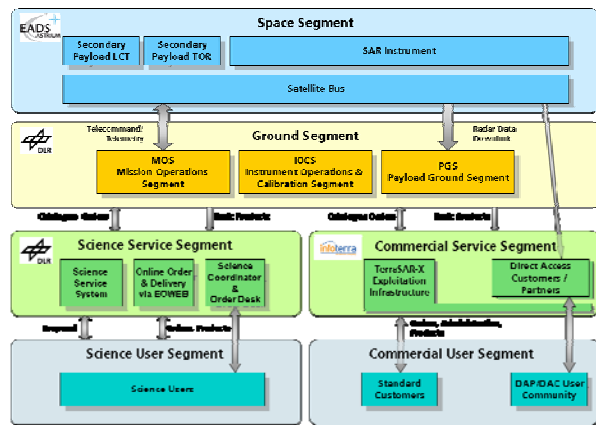 EADS
ASTRIUM
Space Segment
Secondary
Payload LCT
Secondary
Payload TOR
SAR Instrument
Satellite Bus
Telecommand/
Telemetry
Radar Data
Downlink
DLR
Ground Segment
MOS
Mission Operations
Segment
IOCS
Instrument Operations &
Calibration Segment
PGS
Payload Ground Segment
Catalogue Orders
Basic Products
Catalogue Orders
Basic Products
DLR
Science Service Segment
Science
Service
System
Online Order
& Delivery
via EOWEB
Science
Coordinator
&
Order Desk
infoterra
Commercial Service Segment
TerraSAR-X
Exploitation
Infrastructure
Direct Access
Customers /
Partners
Proposal
Orders, Products
Orders, Administration,
Products
Science User Segment
Science Users
Commercial User Segment
Standard
Customers
DAP/DAC User
Community